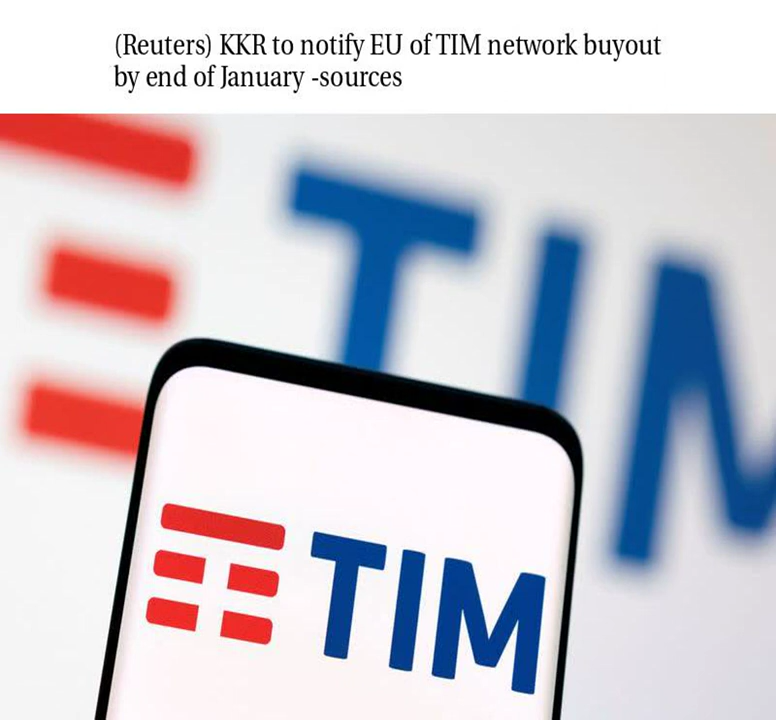 (Reuters) KKR to notify EU of TIM network buyout
by end of January -sources
TIM
TIM